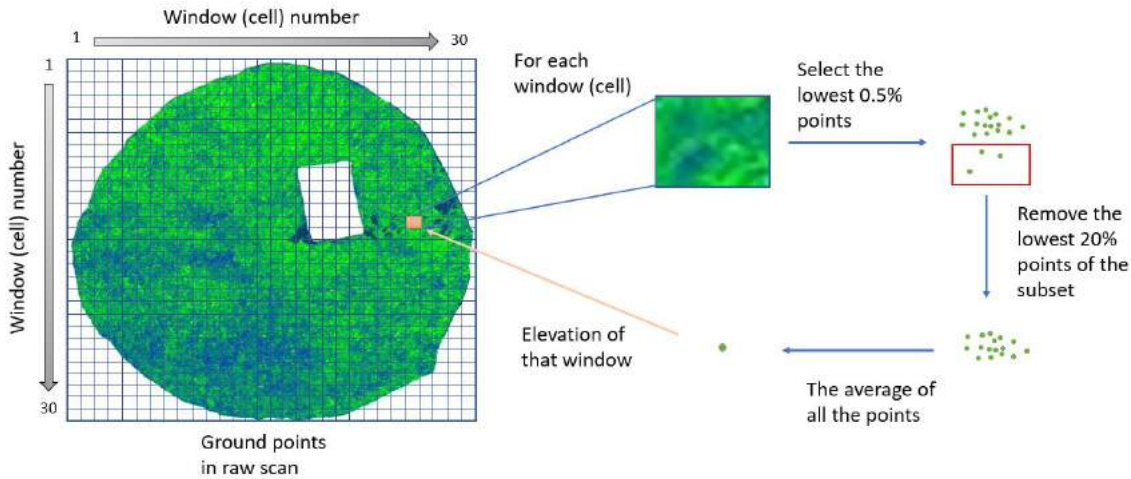 Window (cell) number
1
30
1
Window (cell) number
30
Ground points
in raw scan
For each
window (cell)
Select the
lowest 0.5%
points
Remove the
lowest 20%
points of the
subset
The average of
all the points
Elevation of
that window